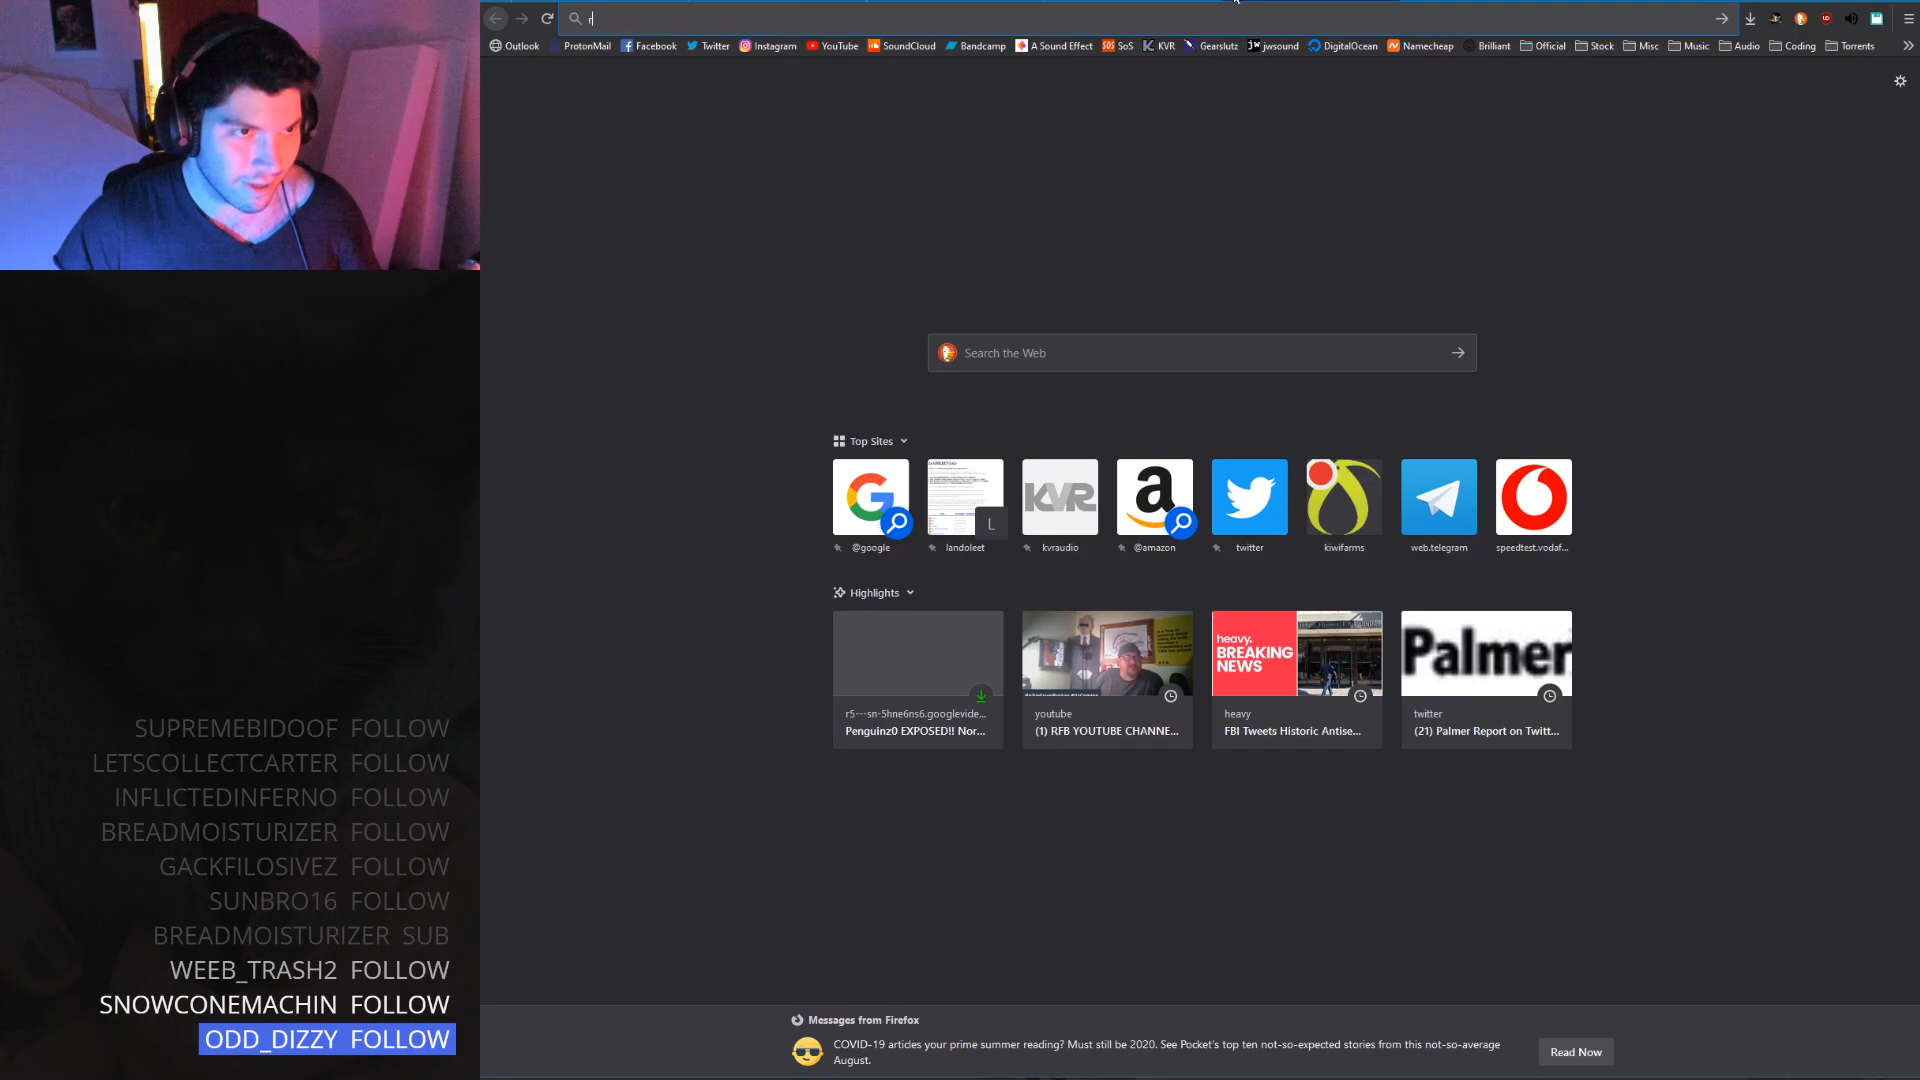 r
Outlook ProtonMail Facebook Twitter Instagram YouTube SoundCloud Bandcamp A Sound Effect SoS KVR Gearslutz jwsound DigitalOcean Namecheap Brilliant Official Stock Misc Music Audio Coding Torrents
Search the Web
Top Sites
KVR
L
@google landoleet kvraudio @amazon twitter kiwifarms web.telegram speedtest.vodaf...
Highlights
heavy.
BREAKING
NEWS
Palmer
r5---sn-5hne6ns6.googlevide...
Penguinz0 EXPOSED!! Nor...
youtube
(1) RFB YOUTUBE CHANNE...
heavy
FBI Tweets Historic Antise...
twitter
(21) Palmer Report on Twitt...
SUPREMEBIDOOF FOLLOW
LETSCOLLECTCARTER FOLLOW
INFLICTEDINFERNO FOLLOW
BREADMOISTURIZER FOLLOW
GACKFILOSIVEZ FOLLOW
SUNBRO16 FOLLOW
BREADMOISTURIZER SUB
WEEB_TRASH2 FOLLOW
SNOWCONEMACHIN FOLLOW
ODD_DIZZY FOLLOW
Messages from Firefox
COVID-19 articles your prime summer reading? Must still be 2020. See Pocket's top ten not-so-expected stories from this not-so-average
August.
Read Now